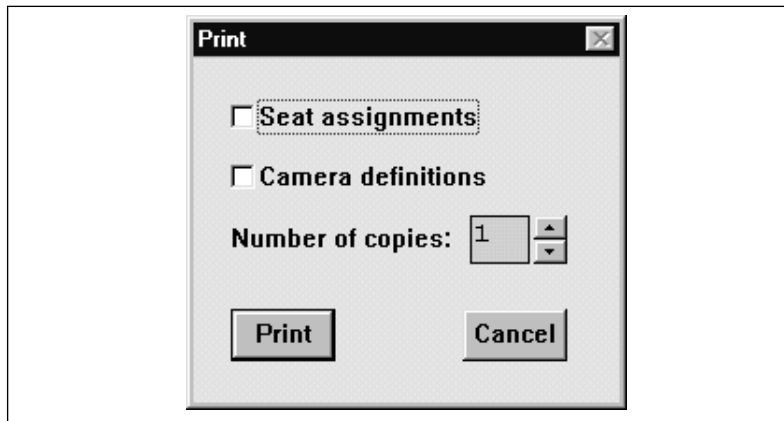 Print
Seat assignments
Camera definitions
Number of copies: 1
Print Cancel